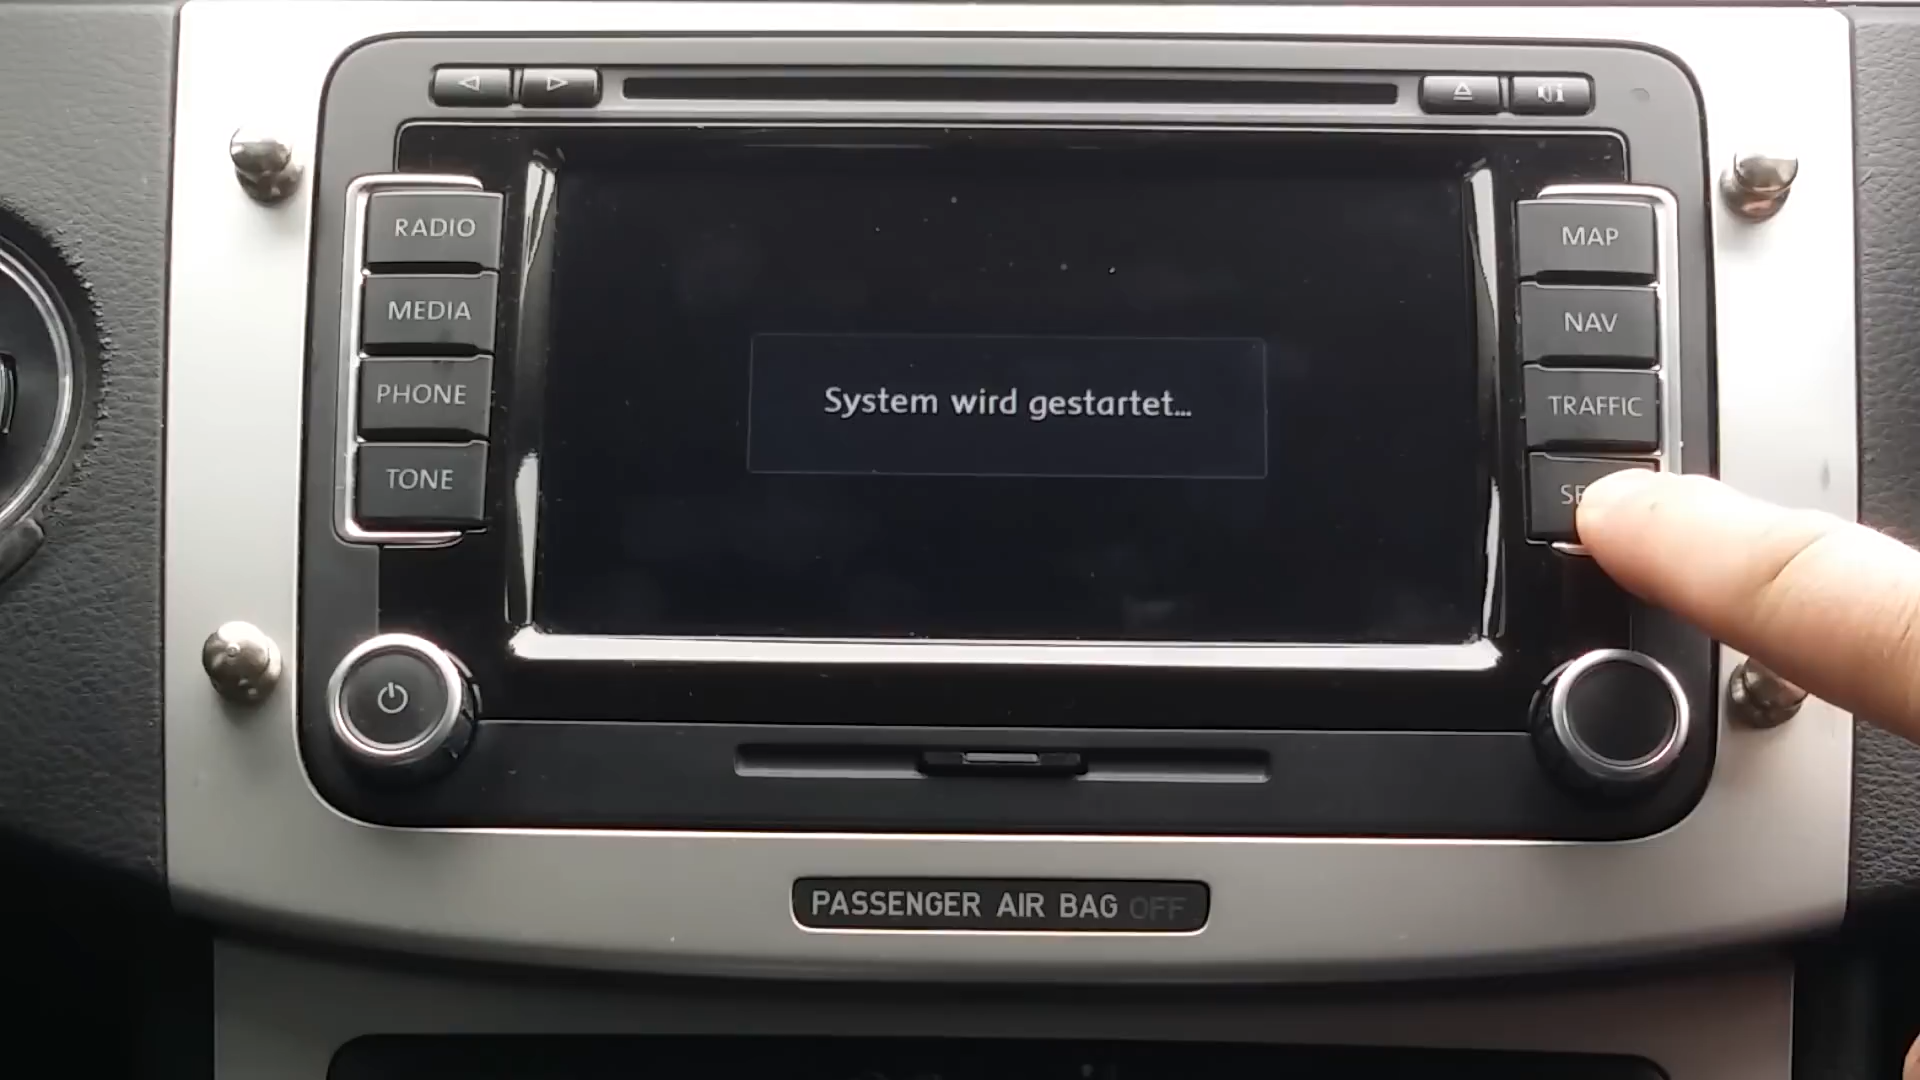 RADIO
MEDIA
PHONE
TONE
System wird gestartet...
MAP
NAV
TRAFFIC
PASSENGER AIR BAG OFF